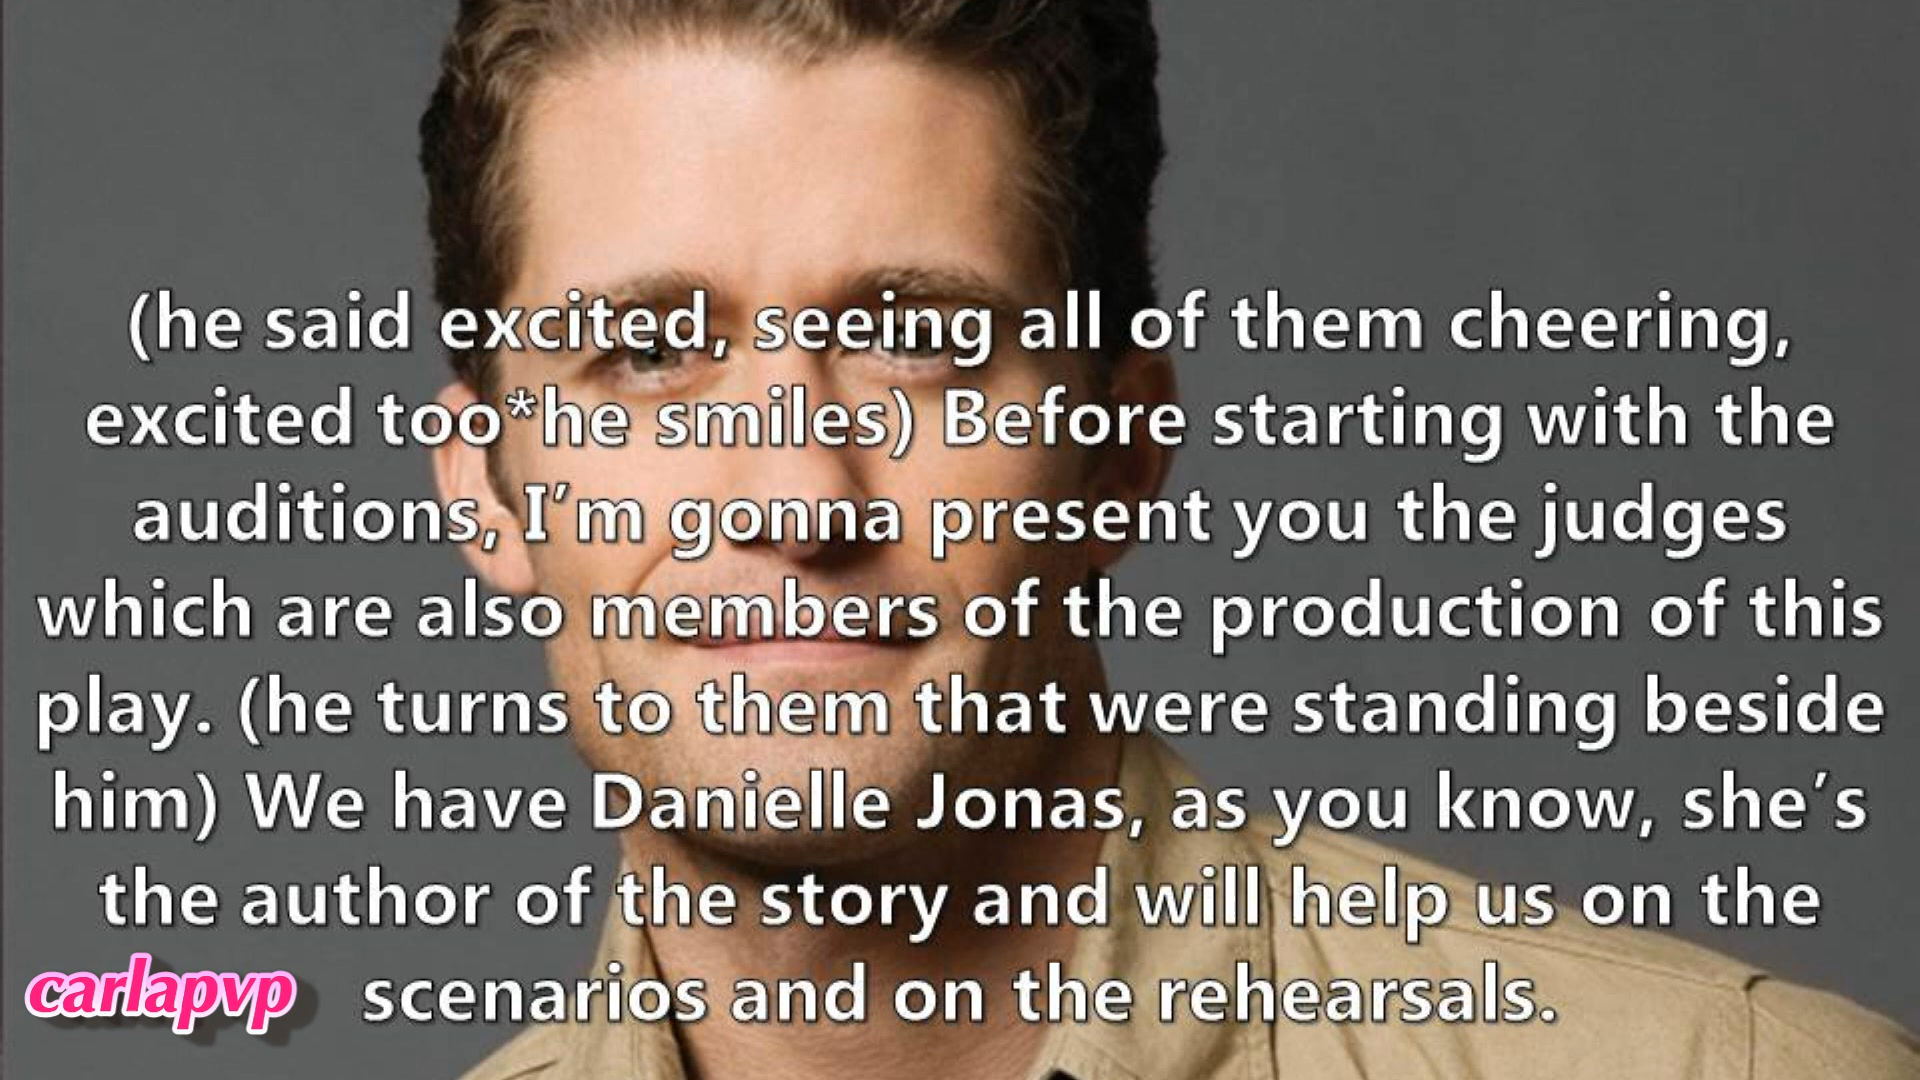 (he said excited, seeing all of them cheering,
excited too*he smiles) Before starting with the
auditions, I’m gonna present you the judges
which are also members of the production of this
play. (he turns to them that were standing beside
him) We have Danielle Jonas, as you know, she’s
the author of the story and will help us on the
scenarios and on the rehearsals.
carlapvp